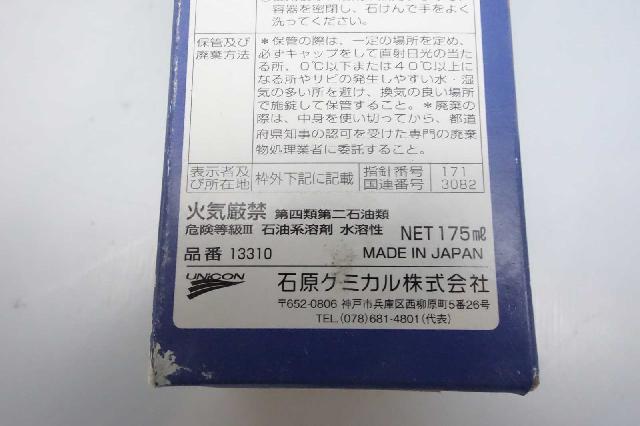 容器を密閉し、石けんで手をよく
洗ってください。
保管及び
廃棄方法
*保管の際は、一定の場所を定め、
必ずキャップをして直射日光の当た
る所、0℃以下または40℃以上に
なる所やサビの発生しやすい水・湿
気の多い所を避け、換気の良い場所
で施錠して保管すること。*廃棄の
際は、中身を使い切ってから、都道
府県知事の認可を受けた専門の廃棄
物処理業者に委託すること。
表示者及
び所在地
枠外下記に記載
指針番号 171
国連番号 3082
火気厳禁 第四類第二石油類
危険等級Ⅲ 石油系溶剤 水溶性 NET 175㎖
品番 13310 MADE IN JAPAN
UNICON 石原ケミカル株式会社
〒652-0806 神戸市兵庫区西柳原町5番26号
TEL.(078)681-4801(代表)